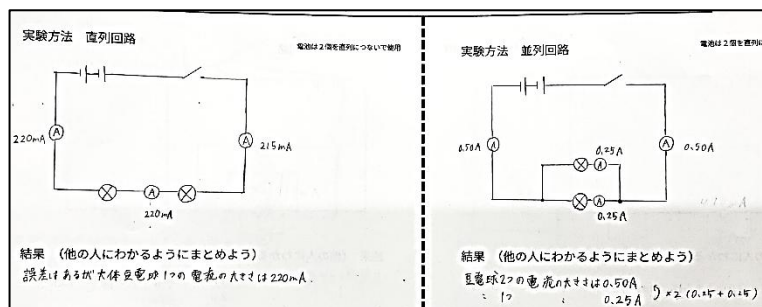 実験方法 直列回路
電池は2個を直列につないで使用
220mA
A
A
215mA
A
220mA
結果 (他の人にわかるようにまとめよう)
誤差はあるが大体豆電球1つの電流の大きさは220mA.
実験方法 並列回路
電池は2個を直列に
0.50A
A
0.25A
A
A
0.50A
A
0.25A
結果 (他の人にわかるようにまとめよう)
豆電球2つの電流の大きさは0.50A
〃 1つ 〃 0.25A ×2 (0.25+0.25)